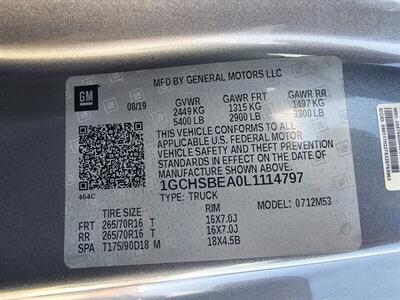 MFD BY GENERAL MOTORS LLC
GM
08/19
GVWR GAWR FRT GAWR RR
2449 KG 1315 KG 1497 KG
5400 LB 2900 LB 3300 LB
THIS VEHICLE CONFORMS TO ALL
APPLICABLE U.S. FEDERAL MOTOR
VEHICLE SAFETY AND THEFT PREVENTION
STANDARDS IN EFFECT ON THE DATE OF
MANUFACTURE SHOWN ABOVE.
464C
1GCHSBEA0L1114797
TYPE: TRUCK 0712M53
TIRE SIZE RIM
FRT 265/70R16 T 16X7.0J
RR 265/70R16 T 16X7.0J
SPA T175/90D18 M 18X4.5B